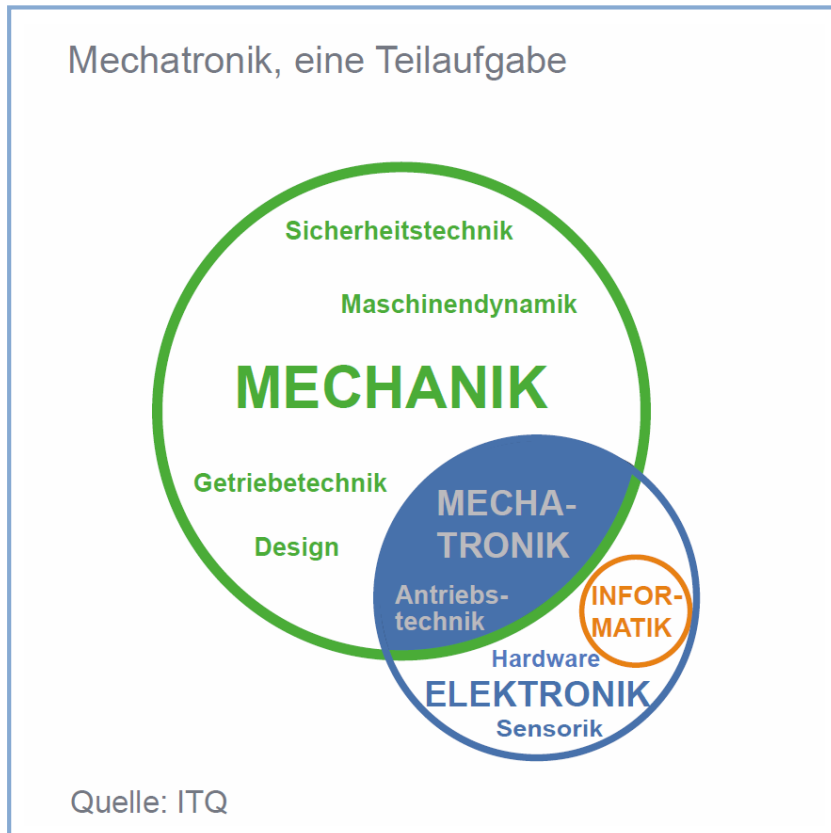 Mechatronik, eine Teilaufgabe
Sicherheitstechnik
Maschinendynamik
MECHANIK
Getriebetechnik
Design
MECHA-
TRONIK
Antriebs-
technik
INFOR-
MATIK
Hardware
ELEKTRONIK
Sensorik
Quelle: ITQ